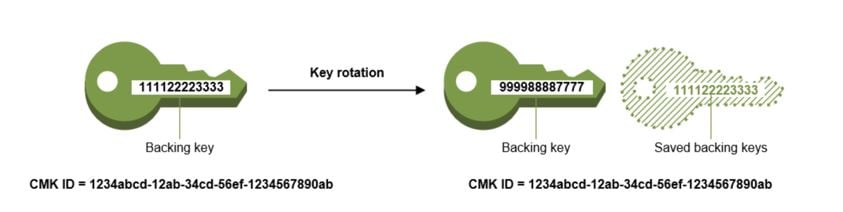 111122223333
Key rotation
999988887777
111122223333
Backing key
Backing key
Saved backing keys
CMK ID = 1234abcd-12ab-34cd-56ef-1234567890ab
CMK ID = 1234abcd-12ab-34cd-56ef-1234567890ab